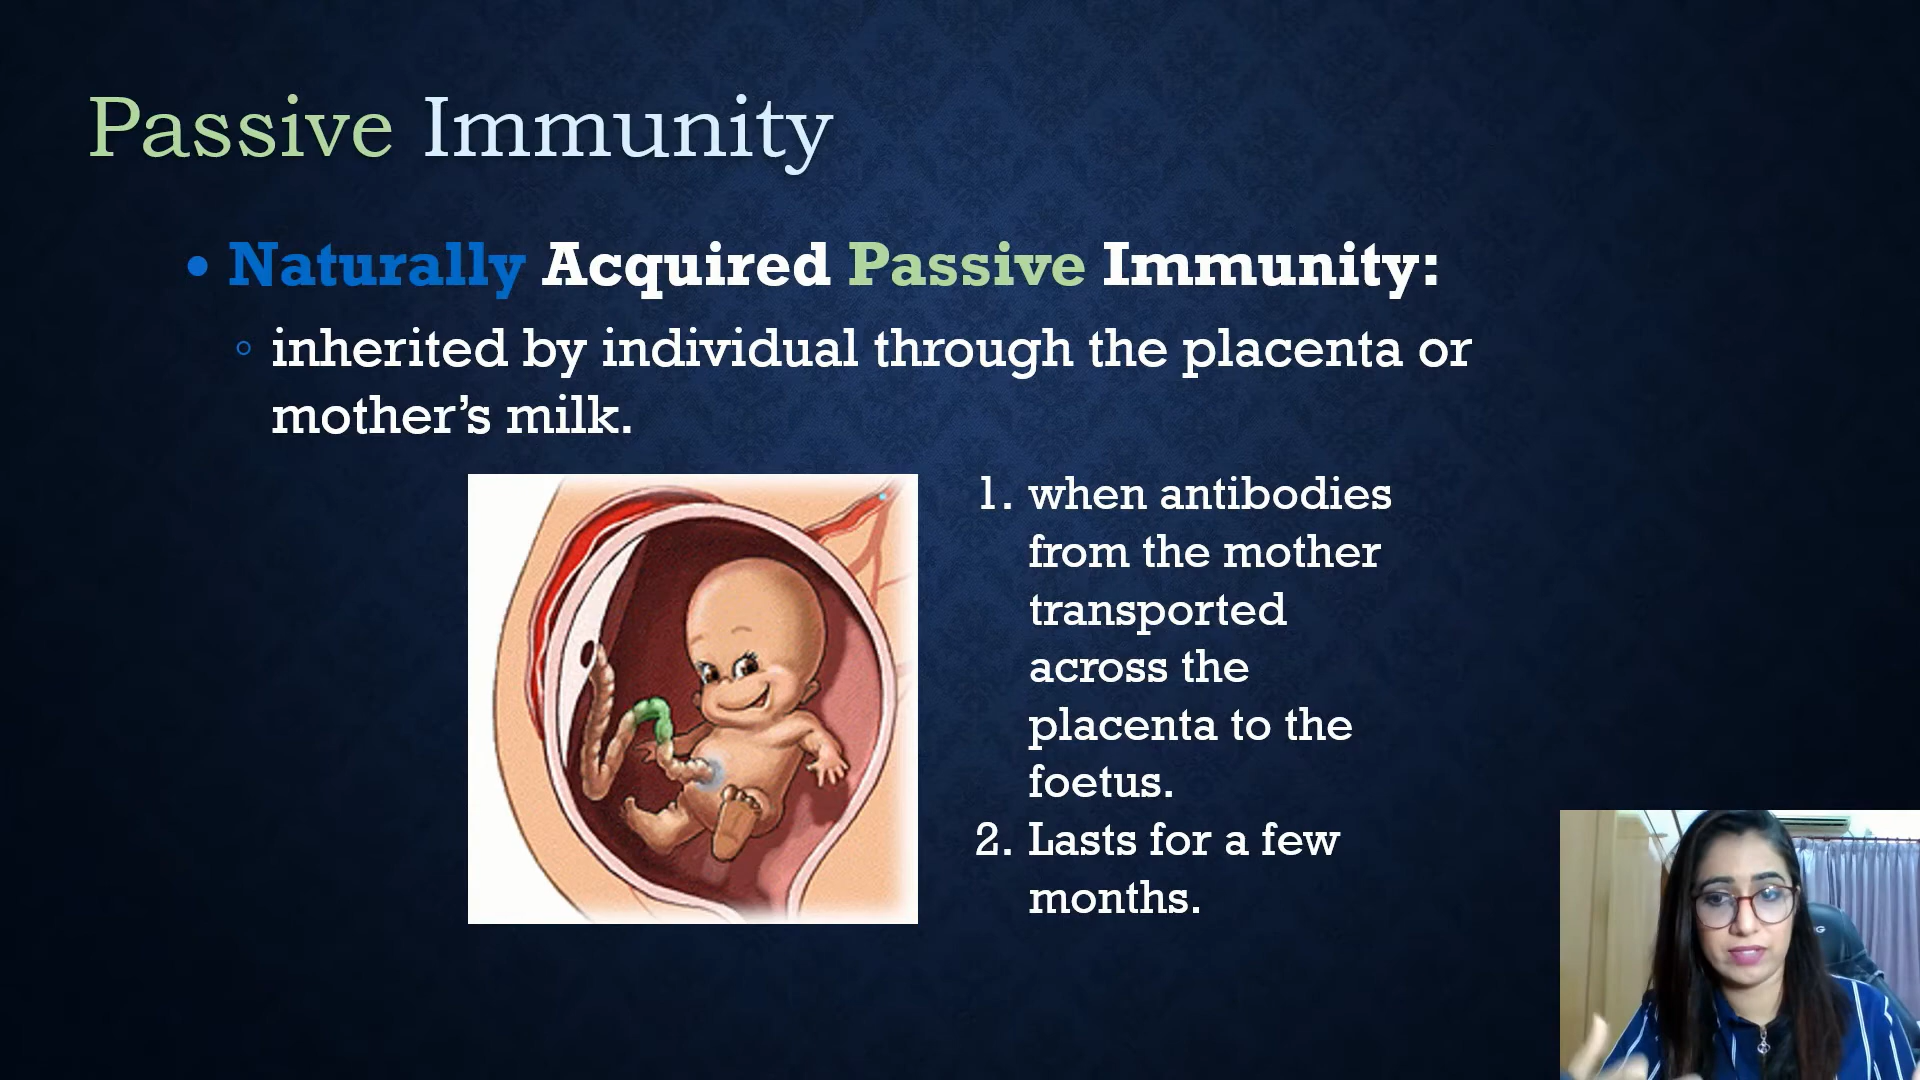 Passive Immunity
• Naturally Acquired Passive Immunity:
◦ inherited by individual through the placenta or
mother’s milk.
1. when antibodies
from the mother
transported
across the
placenta to the
foetus.
2. Lasts for a few
months.